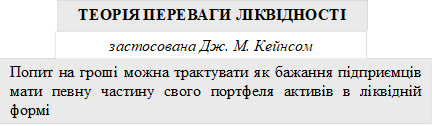 ТЕОРІЯ ПЕРЕВАГИ ЛІКВІДНОСТІ
застосована Дж. М. Кейнсом
Попит на гроші можна трактувати як бажання підприємців
мати певну частину свого портфеля активів в ліквідній
формі